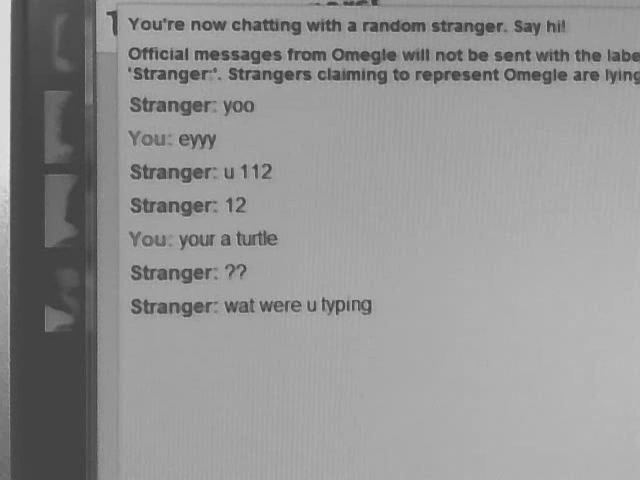 You're now chatting with a random stranger. Say hi!
Official messages from Omegle will not be sent with the labe
'Stranger:'. Strangers claiming to represent Omegle are lying
Stranger: yoo
You: eyyy
Stranger: u 112
Stranger: 12
You: your a turtle
Stranger: ??
Stranger: wat were u typing